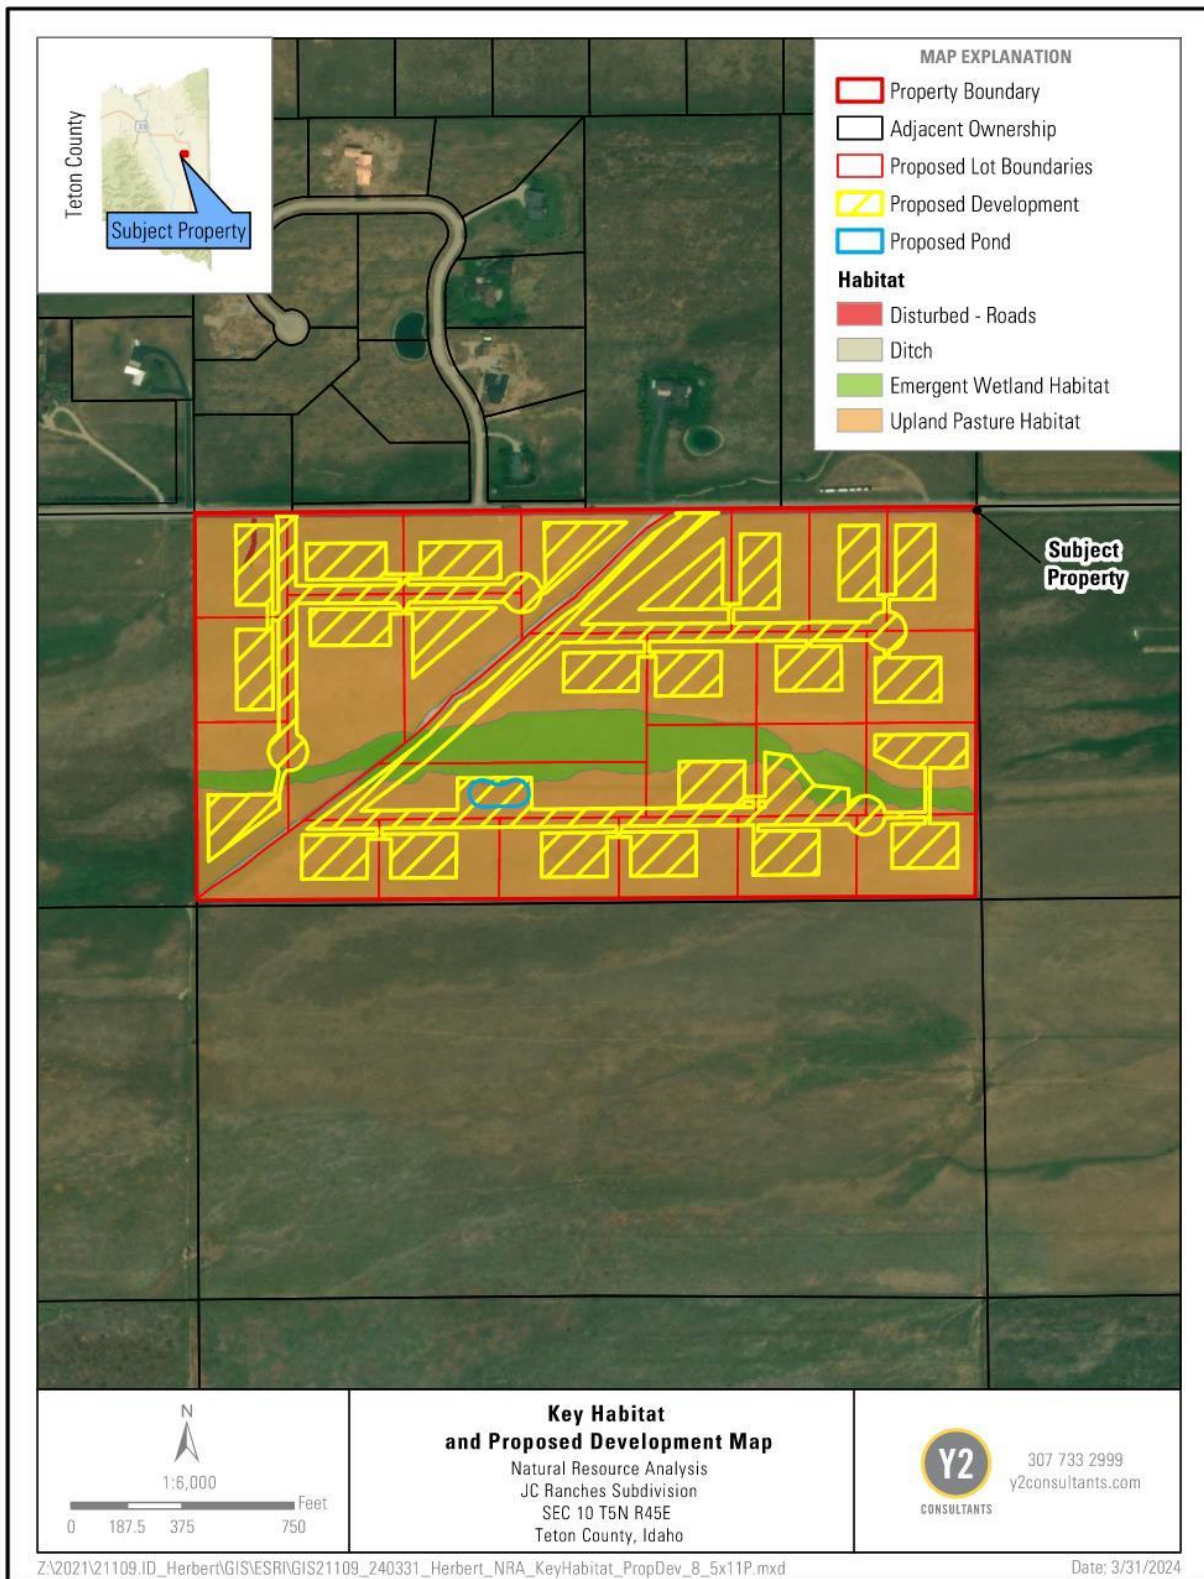 Teton County
33
Subject Property
MAP EXPLANATION
Property Boundary
Adjacent Ownership
Proposed Lot Boundaries
Proposed Development
Proposed Pond
Habitat
Disturbed - Roads
Ditch
Emergent Wetland Habitat
Upland Pasture Habitat
Subject
Property
N
1:6,000
Feet
0 187.5 375 750
Key Habitat
and Proposed Development Map
Natural Resource Analysis
JC Ranches Subdivision
SEC 10 T5N R45E
Teton County, Idaho
Y2
CONSULTANTS
307 733 2999
y2consultants.com
Z:\2021\21109.ID_Herbert\GIS\ESRI\GIS21109_240331_Herbert_NRA_KeyHabitat_PropDev_8_5x11P.mxd
Date: 3/31/2024